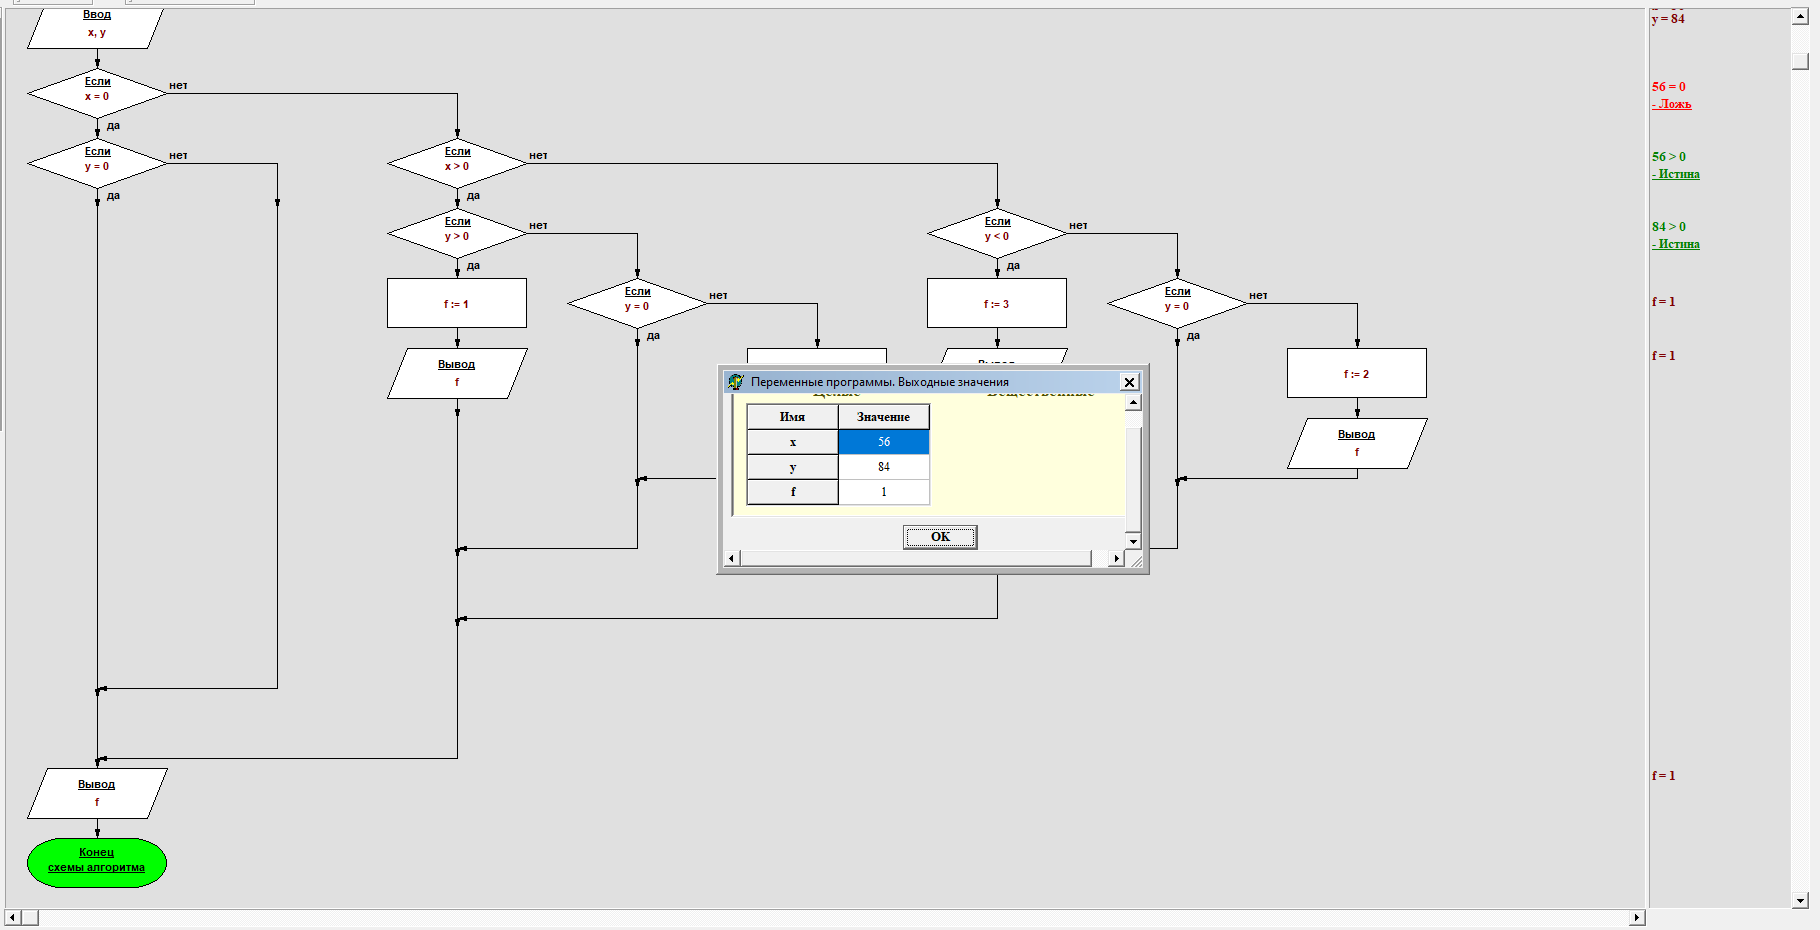 Ввод
x, y
y = 84
Если
x = 0
нет
56 = 0
- Ложь
да
Если
y = 0
нет
Если
x > 0
нет
56 > 0
- Истина
да
да
Если
y > 0
нет
Если
y < 0
нет
84 > 0
- Истина
да
да
f := 1
Если
y = 0
нет
f := 3
Если
y = 0
нет
f = 1
да
да
Вывод
f
Вывод
f := 2
f = 1
Переменные программы. Выходные значения
Целые
Вещественные
Имя
Значение
x
56
y
84
f
1
OK
Вывод
f
Вывод
f
f = 1
Конец
схемы алгоритма